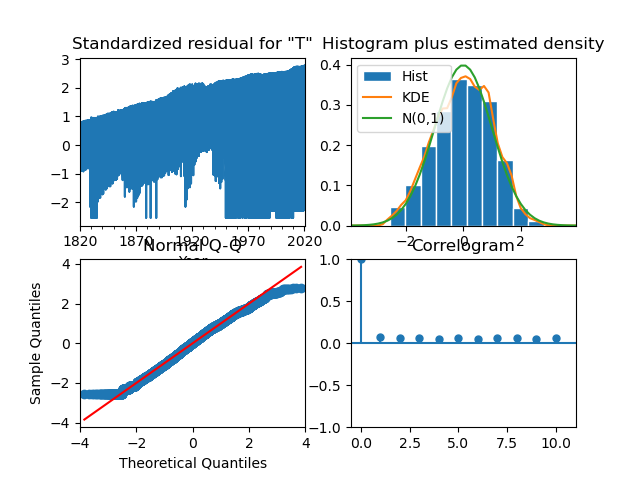 Standardized residual for "T"
3
2
1
0
−1
−2
1820 1870 1920 1970 2020
Year
Histogram plus estimated density
0.4
0.3
0.2
0.1
0.0
−2 0 2
Hist
KDE
N(0,1)
Normal Q-Q
4
2
0
−2
−4
−4 −2 0 2 4
Sample Quantiles
Theoretical Quantiles
Correlogram
1.0
0.5
0.0
−0.5
−1.0
0.0 2.5 5.0 7.5 10.0